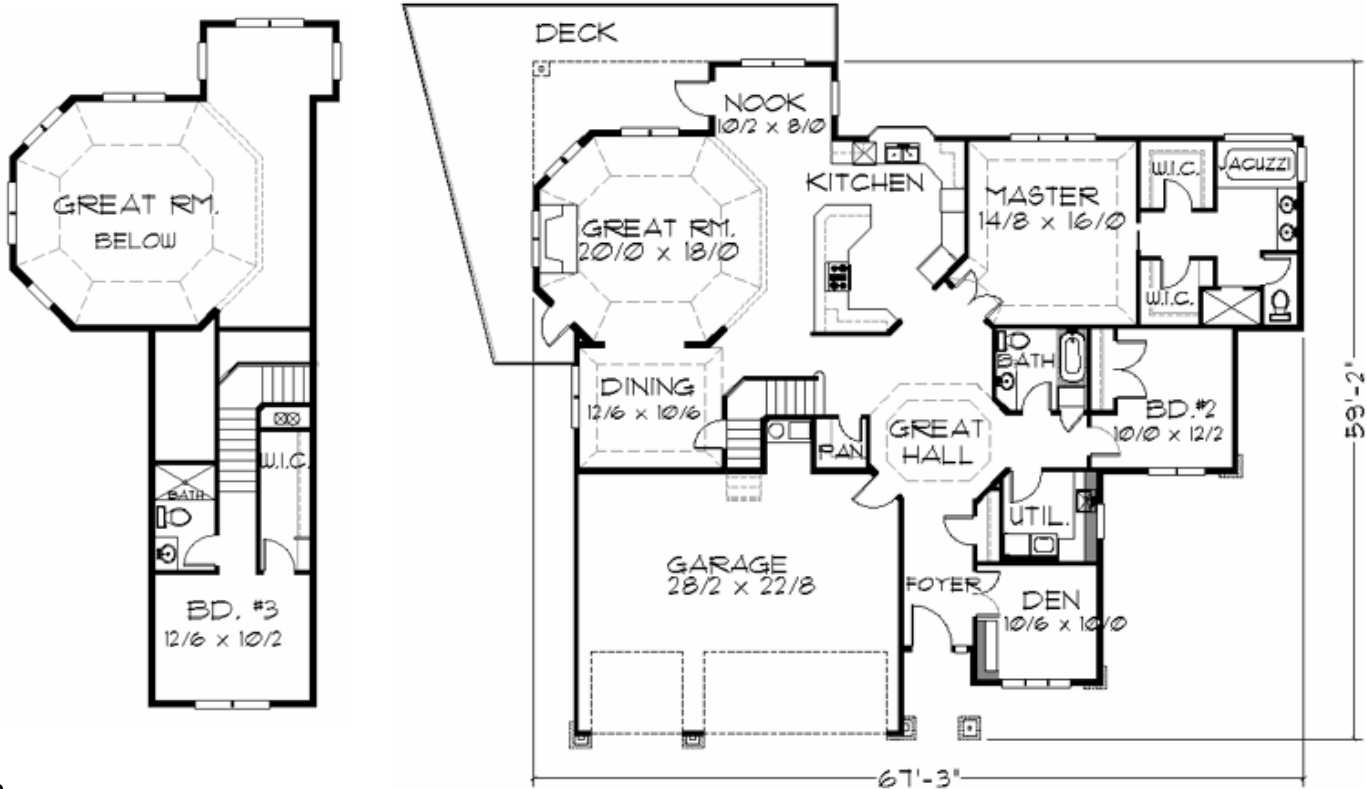 GREAT RM.
BELOW
BATH
W.I.C.
BD. #3
12/6 x 10/2
DECK
NOOK
10/2 x 8/0
KITCHEN
GREAT RM.
20/0 x 18/0
MASTER
14/8 x 16/0
W.I.C.
JACUZZI
W.I.C.
DINING
12/6 x 10/6
BATH
BD.#2
10/0 x 12/2
PAN.
GREAT
HALL
UTIL.
GARAGE
28/2 x 22/8
FOYER
DEN
10/6 x 10/0
59'-2"
67'-3"